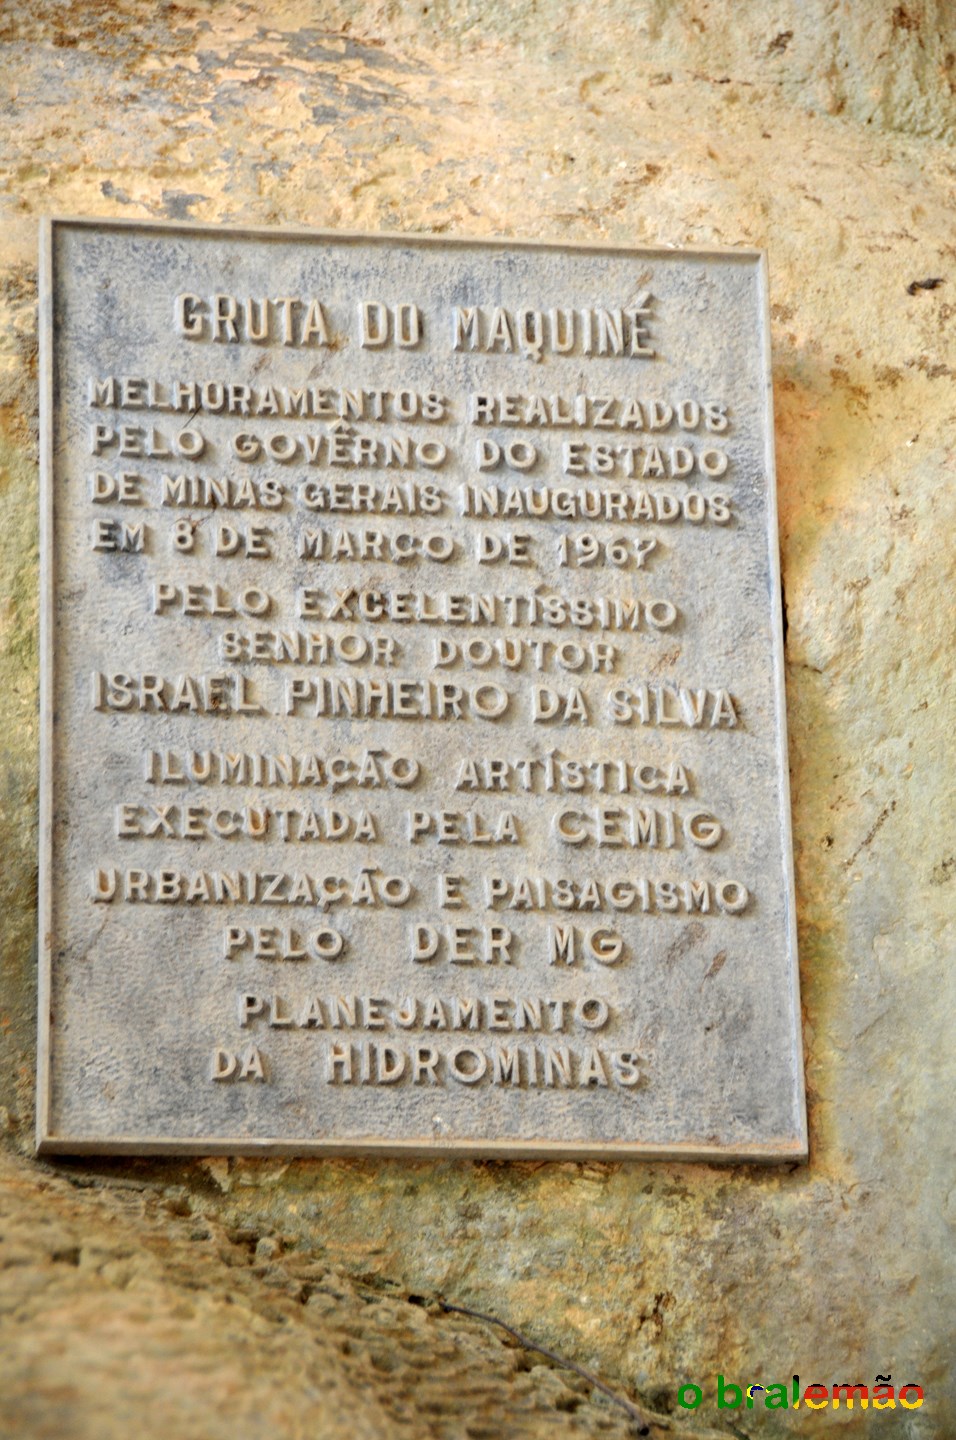 GRUTA DO MAQUINÉ
MELHORAMENTOS REALIZADOS
PELO GOVÊRNO DO ESTADO
DE MINAS GERAIS INAUGURADOS
EM 8 DE MARÇO DE 1967
PELO EXCELENTÍSSIMO
SENHOR DOUTOR
ISRAEL PINHEIRO DA SILVA
ILUMINAÇÃO ARTÍSTICA
EXECUTADA PELA CEMIG
URBANIZAÇÃO E PAISAGISMO
PELO DER MG
PLANEJAMENTO
DA HIDROMINAS
o bralemão